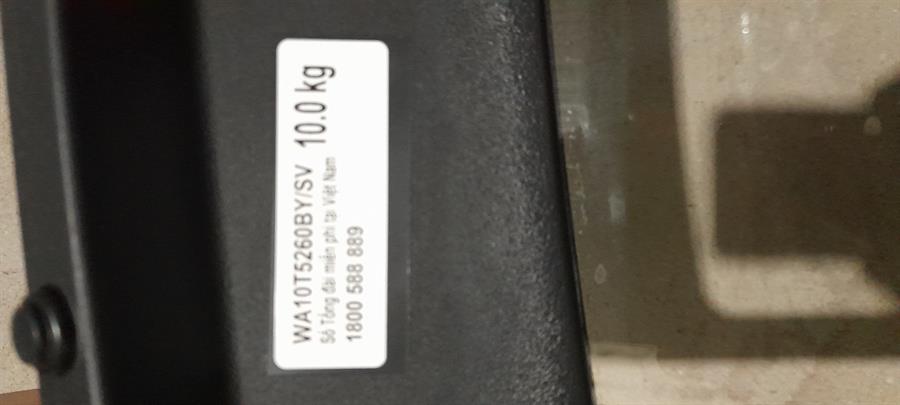 WA10T5260BY/SV 10.0 kg
Số Tổng đài miễn phí tại Việt Nam
1800 588 889